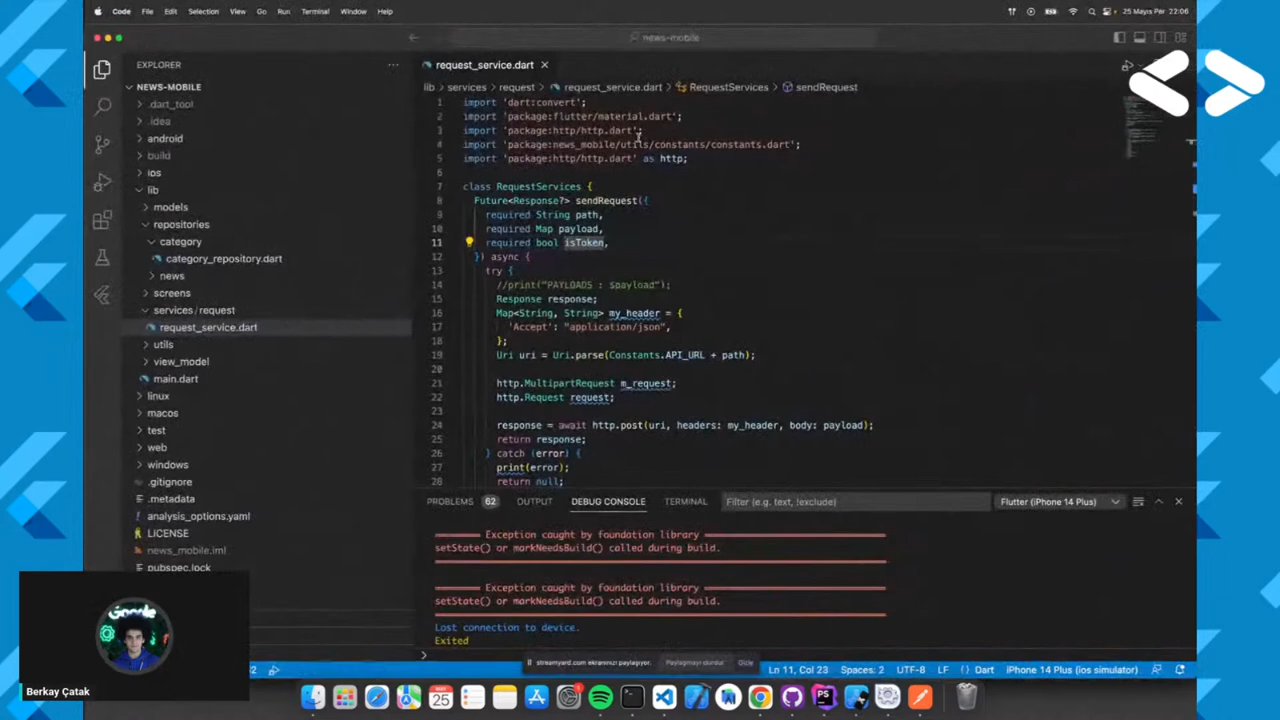 Code File Edit Selection View Go Run Terminal Window Help 25 Mayıs Per 22:06
news-mobile
EXPLORER
NEWS-MOBILE
.dart_tool
.idea
android
build
ios
lib
models
repositories
category
category_repository.dart
news
screens
services / request
request_service.dart
utils
view_model
main.dart
linux
macos
test
web
windows
.gitignore
.metadata
analysis_options.yaml
LICENSE
news_mobile.iml
pubspec.lock
request_service.dart
lib > services > request > request_service.dart > RequestServices > sendRequest
1 import 'dart:convert';
2 import 'package:flutter/material.dart';
3 import 'package:http/http.dart';
4 import 'package:news_mobile/utils/constants/constants.dart';
5 import 'package:http/http.dart' as http;
6
7 class RequestServices {
8 Future<Response?> sendRequest({
9 required String path,
10 required Map payload,
11 required bool isToken,
12 }) async {
13 try {
14 //print("PAYLOADS : $payload");
15 Response response;
16 Map<String, String> my_header = {
17 'Accept': "application/json",
18 };
19 Uri uri = Uri.parse(Constants.API_URL + path);
20
21 http.MultipartRequest m_request;
22 http.Request request;
23
24 response = await http.post(uri, headers: my_header, body: payload);
25 return response;
26 } catch (error) {
27 print(error);
28 return null;
PROBLEMS 62 OUTPUT DEBUG CONSOLE TERMINAL Filter (e.g. text, !exclude) Flutter (iPhone 14 Plus)
Exception caught by foundation library
setState() or markNeedsBuild() called during build.
Exception caught by foundation library
setState() or markNeedsBuild() called during build.
Lost connection to device.
Exited
streamyard.com ekranınızı paylaşıyor. Paylaşmayı durdur Gizle
Ln 11, Col 23 Spaces: 2 UTF-8 LF {} Dart iPhone 14 Plus (ios simulator)
Google
Berkay Çatak